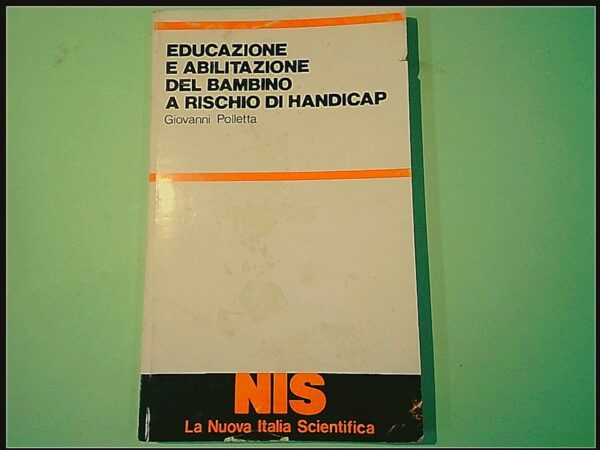 EDUCAZIONE
E ABILITAZIONE
DEL BAMBINO
A RISCHIO DI HANDICAP
Giovanni Polletta
NIS
La Nuova Italia Scientifica